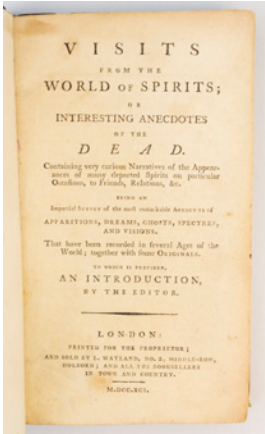 VISITS
FROM THE
WORLD OF SPIRITS;
OR
INTERESTING ANECDOTES
OF THE
DEAD.
Containing very curious Narratives of the Appear-
ances of many departed Spirits on particular
Occasions, to Friends, Relations, &c.
BEING AN
Impartial SURVEY of the most remarkable ACCOUNTS of
APPARITIONS, DREAMS, GHOSTS, SPECTRES,
AND VISIONS.
That have been recorded in ſeveral Ages of the
World; together with ſome ORIGINALS.
TO WHICH IS PREFIXED,
AN INTRODUCTION,
BY THE EDITOR.
LONDON:
PRINTED FOR THE PROPRIETOR;
AND SOLD BY L. WAYLAND, NO. 2, MIDDLE-ROW,
HOLBORN; AND ALL THE BOOKSELLERS
IN TOWN AND COUNTRY.
M.DCC.XCI.